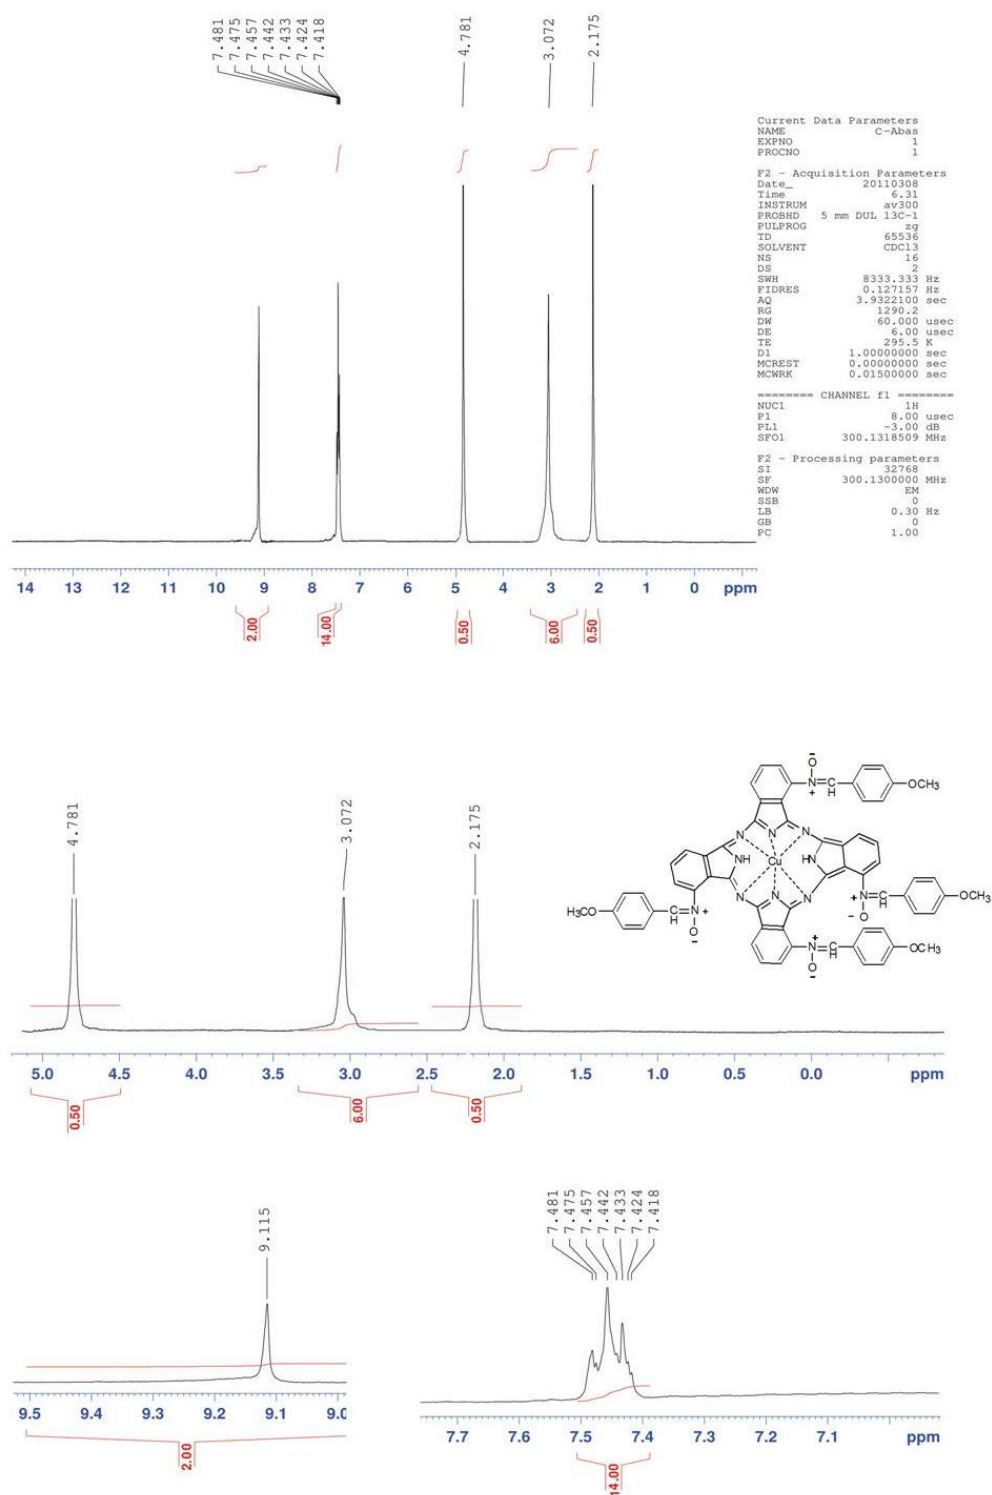 7.481
7.475
7.457
7.442
7.433
7.424
7.418
4.781
3.072
2.175
Current Data Parameters
NAME C-Abas
EXPNO 1
PROCNO 1
F2 - Acquisition Parameters
Date_ 20110308
Time 6.31
INSTRUM av300
PROBHD 5 mm DUL 13C-1
PULPROG zg
TD 65536
SOLVENT CDCl3
NS 16
DS 2
SWH 8333.333 Hz
FIDRES 0.127157 Hz
AQ 3.9322100 sec
RG 1290.2
DW 60.000 usec
DE 6.00 usec
TE 295.5 K
D1 1.00000000 sec
MCREST 0.00000000 sec
MCWRK 0.01500000 sec
======== CHANNEL f1 ========
NUC1 1H
P1 8.00 usec
PL1 -3.00 dB
SFO1 300.1318509 MHz
F2 - Processing parameters
SI 32768
SF 300.1300000 MHz
WDW EM
SSB 0
LB 0.30 Hz
GB 0
PC 1.00
14 13 12 11 10 9 8 7 6 5 4 3 2 1 0 ppm
2.00 14.00 0.50 6.00 0.50
4.781
3.072
2.175
O
N=C
H
OCH3
N N N
NH Cu HN
N N N
H3CO C=N
H
O
N=C
H
O
OCH3
N=C
H
O
OCH3
5.0 4.5 4.0 3.5 3.0 2.5 2.0 1.5 1.0 0.5 0.0 ppm
0.50 6.00 0.50
9.115
7.481
7.475
7.457
7.442
7.433
7.424
7.418
9.5 9.4 9.3 9.2 9.1 9.0
2.00
7.7 7.6 7.5 7.4 7.3 7.2 7.1 ppm
14.00